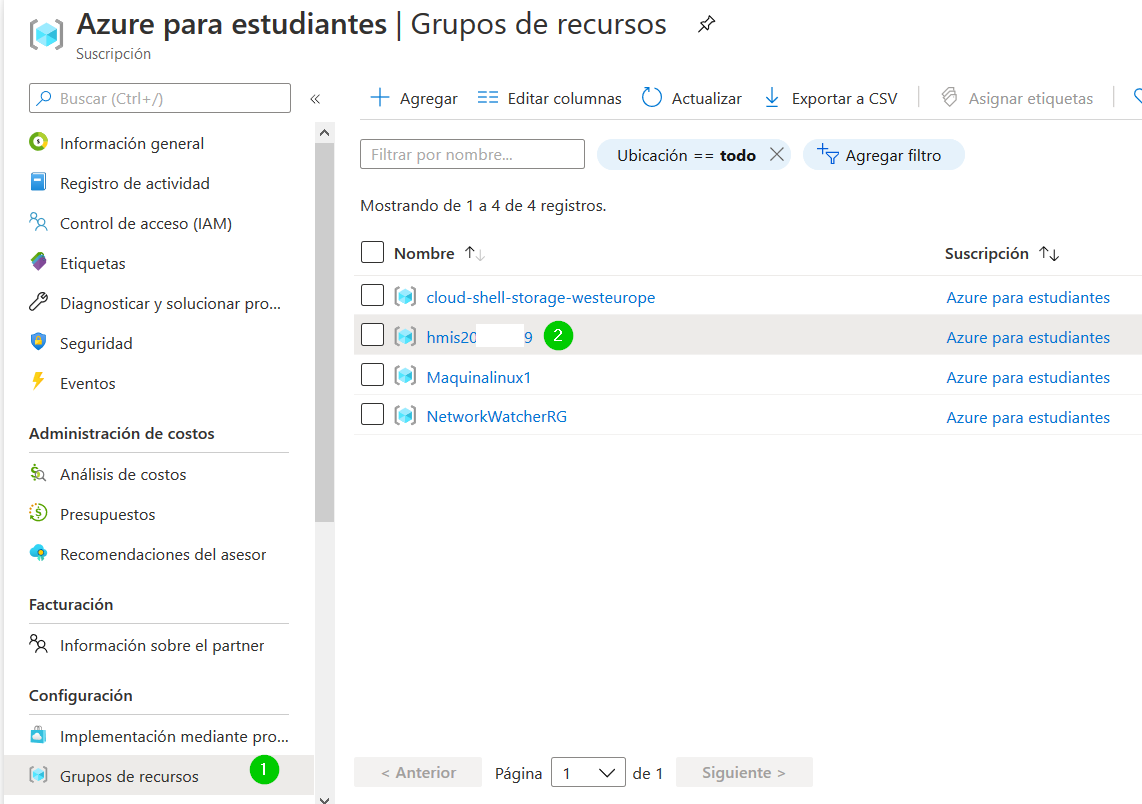 Azure para estudiantes | Grupos de recursos
Suscripción
Buscar (Ctrl+/)
«
Información general
Registro de actividad
Control de acceso (IAM)
Etiquetas
Diagnosticar y solucionar pro...
Seguridad
Eventos
Administración de costos
Análisis de costos
Presupuestos
Recomendaciones del asesor
Facturación
Información sobre el partner
Configuración
Implementación mediante pro...
Grupos de recursos 1
Agregar Editar columnas Actualizar Exportar a CSV Asignar etiquetas
Filtrar por nombre... Ubicación == todo Agregar filtro
Mostrando de 1 a 4 de 4 registros.
Nombre Suscripción
cloud-shell-storage-westeurope Azure para estudiantes
hmis20 9 2 Azure para estudiantes
Maquinalinux1 Azure para estudiantes
NetworkWatcherRG Azure para estudiantes
< Anterior Página 1 de 1 Siguiente >